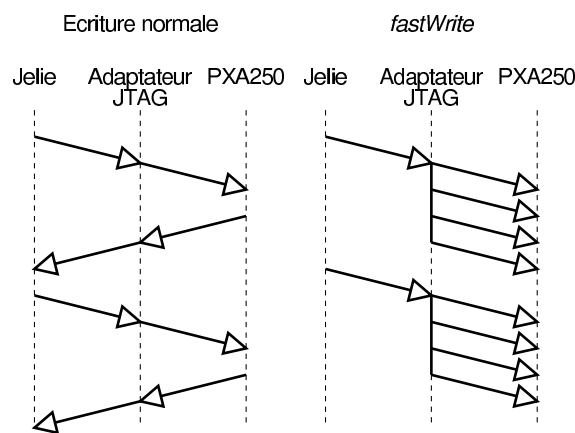 Ecriture normale
fastWrite
Jelie
Adaptateur
JTAG
PXA250
Jelie
Adaptateur
JTAG
PXA250